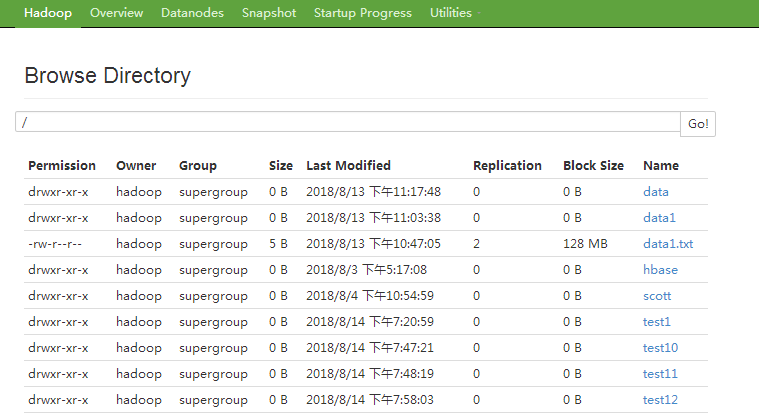 Hadoop Overview Datanodes Snapshot Startup Progress Utilities
Browse Directory
/ Go!
Permission Owner Group Size Last Modified Replication Block Size Name
drwxr-xr-x hadoop supergroup 0 B 2018/8/13 下午11:17:48 0 0 B data
drwxr-xr-x hadoop supergroup 0 B 2018/8/13 下午11:03:38 0 0 B data1
-rw-r--r-- hadoop supergroup 5 B 2018/8/13 下午10:47:05 2 128 MB data1.txt
drwxr-xr-x hadoop supergroup 0 B 2018/8/3 下午5:17:08 0 0 B hbase
drwxr-xr-x hadoop supergroup 0 B 2018/8/4 下午10:54:59 0 0 B scott
drwxr-xr-x hadoop supergroup 0 B 2018/8/14 下午7:20:59 0 0 B test1
drwxr-xr-x hadoop supergroup 0 B 2018/8/14 下午7:47:21 0 0 B test10
drwxr-xr-x hadoop supergroup 0 B 2018/8/14 下午7:48:19 0 0 B test11
drwxr-xr-x hadoop supergroup 0 B 2018/8/14 下午7:58:03 0 0 B test12